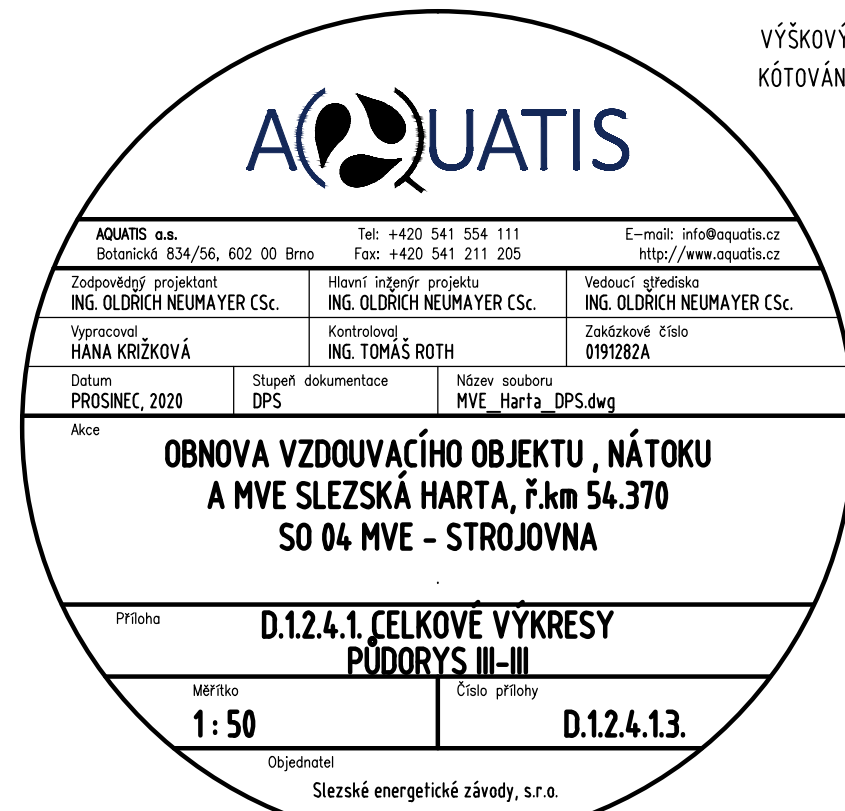 VÝŠKOVÝ
KÓTOVÁN
AQUATIS
AQUATIS a.s. Tel: +420 541 554 111 E-mail: info@aquatis.cz
Botanická 834/56, 602 00 Brno Fax: +420 541 211 205 http://www.aquatis.cz
Zodpovědný projektant Hlavní inženýr projektu Vedoucí střediska
ING. OLDŘICH NEUMAYER CSc. ING. OLDŘICH NEUMAYER CSc. ING. OLDŘICH NEUMAYER CSc.
Vypracoval Kontroloval Zakázkové číslo
HANA KRIŽKOVÁ ING. TOMÁŠ ROTH 0191282A
Datum Stupeň dokumentace Název souboru
PROSINEC, 2020 DPS MVE_Harta_DPS.dwg
Akce
OBNOVA VZDOUVACÍHO OBJEKTU , NÁTOKU
A MVE SLEZSKÁ HARTA, ř.km 54.370
SO 04 MVE - STROJOVNA
Příloha D.1.2.4.1. CELKOVÉ VÝKRESY
PŮDORYS III-III
Měřítko Číslo přílohy
1 : 50 D.1.2.4.1.3.
Objednatel
Slezské energetické závody, s.r.o.